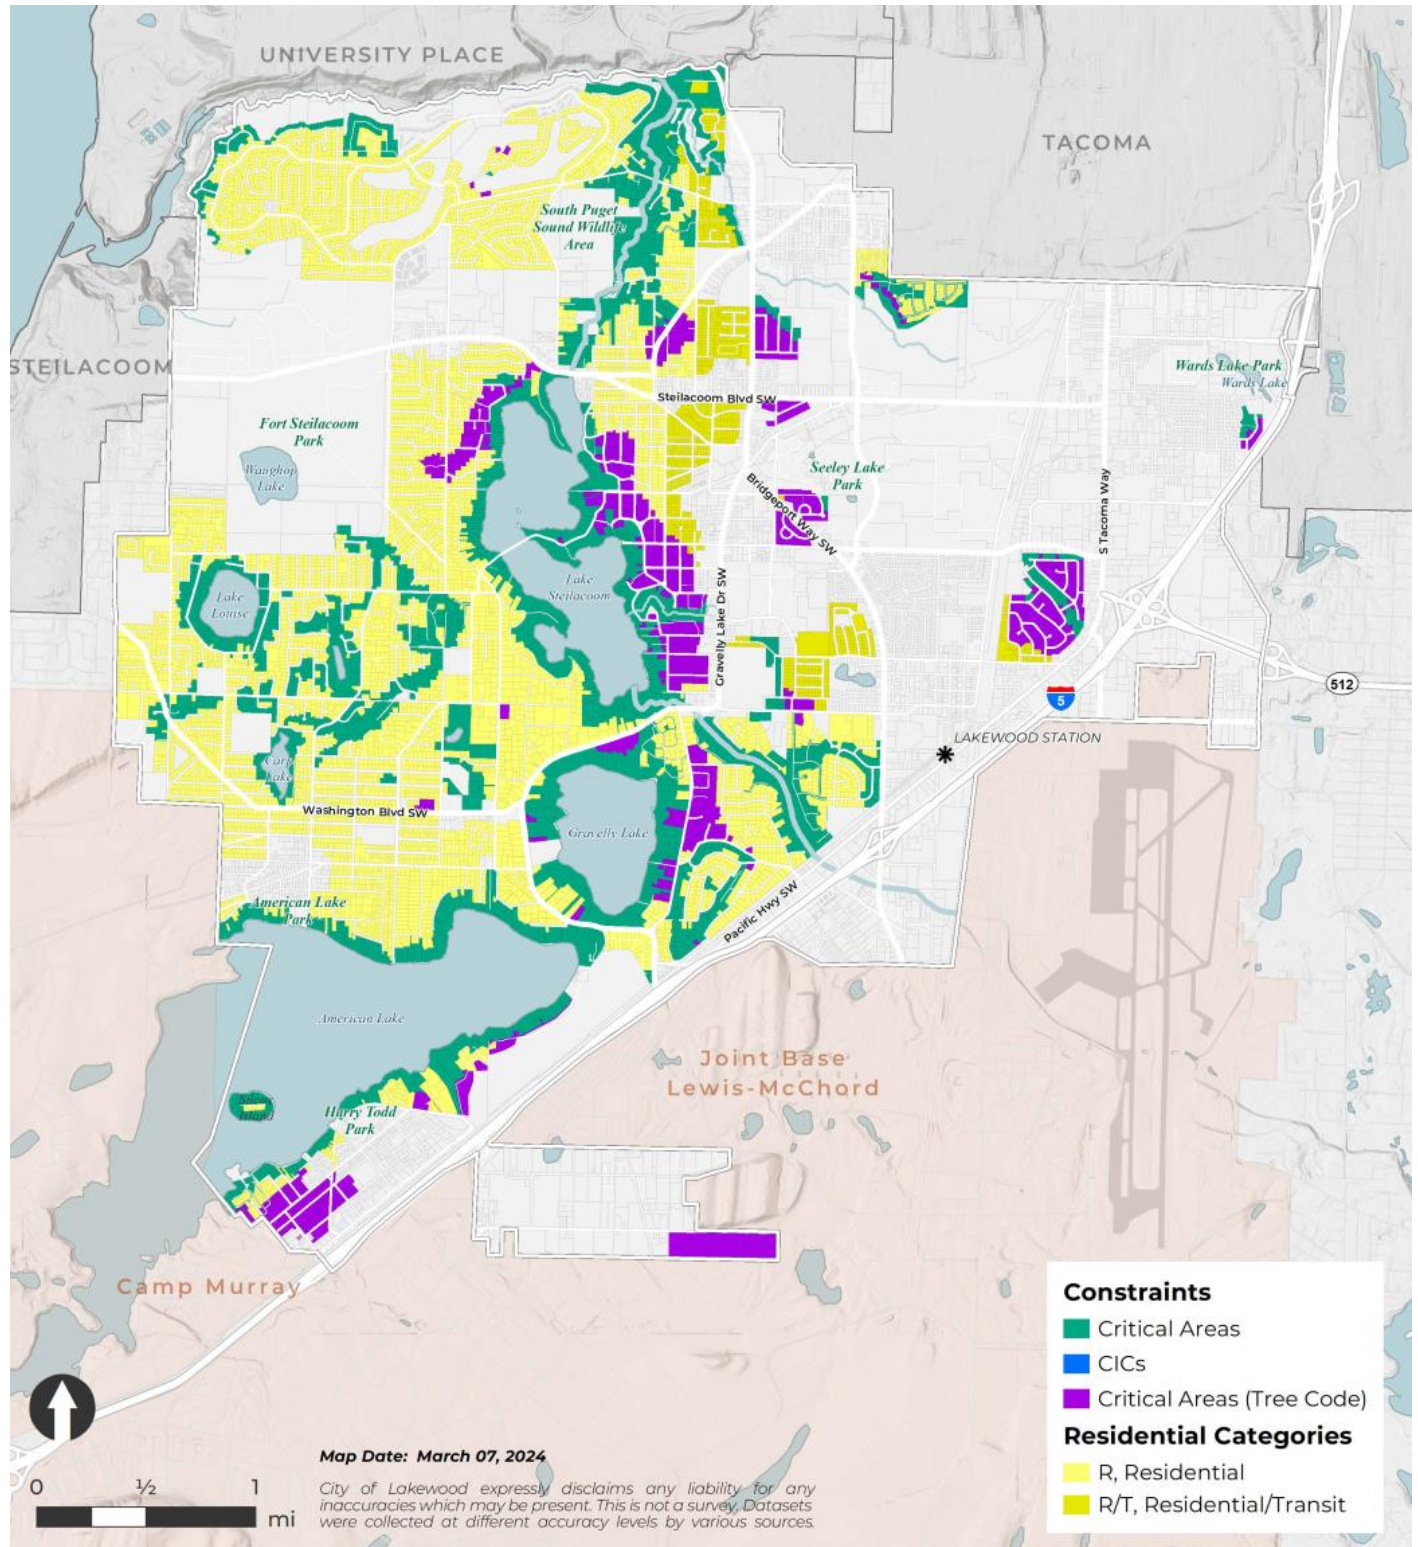 UNIVERSITY PLACE
TACOMA
South Puget
Sound Wildlife
Area
STEILACOOM
Wards Lake Park
Wards Lake
Steilacoom Blvd SW
Fort Steilacoom
Park
Waughop
Lake
Seeley Lake
Park
Bridgeport Way SW
S Tacoma Way
Lake
Steilacoom
Lake
Louise
Gravelly Lake Dr SW
512
5
LAKEWOOD STATION
Carp
Lake
Washington Blvd SW
Gravelly Lake
American Lake
Park
Pacific Hwy SW
American Lake
Joint Base
Lewis-McChord
Silcox
Island
Harry Todd
Park
Camp Murray
Constraints
Critical Areas
CICs
Critical Areas (Tree Code)
Residential Categories
R, Residential
R/T, Residential/Transit
Map Date: March 07, 2024
City of Lakewood expressly disclaims any liability for any
inaccuracies which may be present. This is not a survey. Datasets
were collected at different accuracy levels by various sources.
0 ½ 1
mi